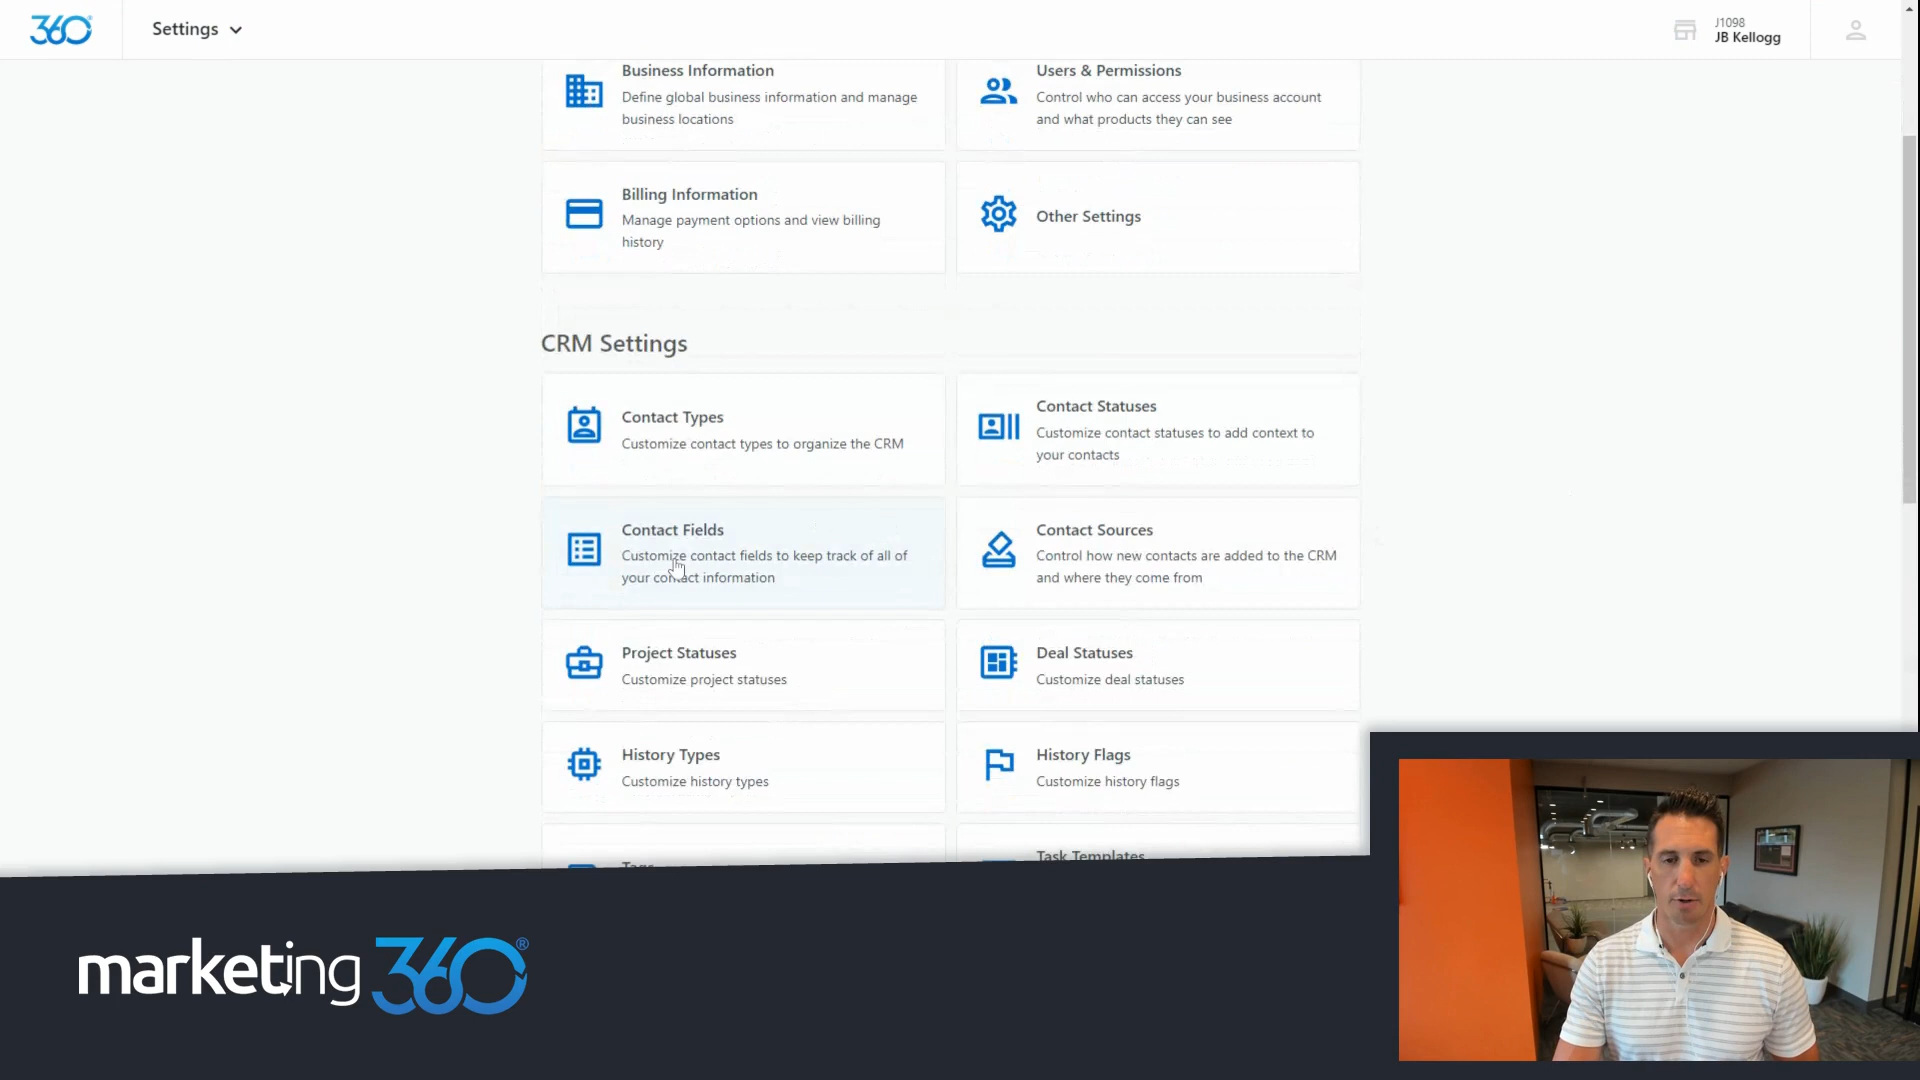 360
Settings
J1098
JB Kellogg
Business Information
Define global business information and manage
business locations
Users & Permissions
Control who can access your business account
and what products they can see
Billing Information
Manage payment options and view billing
history
Other Settings
CRM Settings
Contact Types
Customize contact types to organize the CRM
Contact Statuses
Customize contact statuses to add context to
your contacts
Contact Fields
Customize contact fields to keep track of all of
your contact information
Contact Sources
Control how new contacts are added to the CRM
and where they come from
Project Statuses
Customize project statuses
Deal Statuses
Customize deal statuses
History Types
Customize history types
History Flags
Customize history flags
Tags
Task Templates
marketing 360®